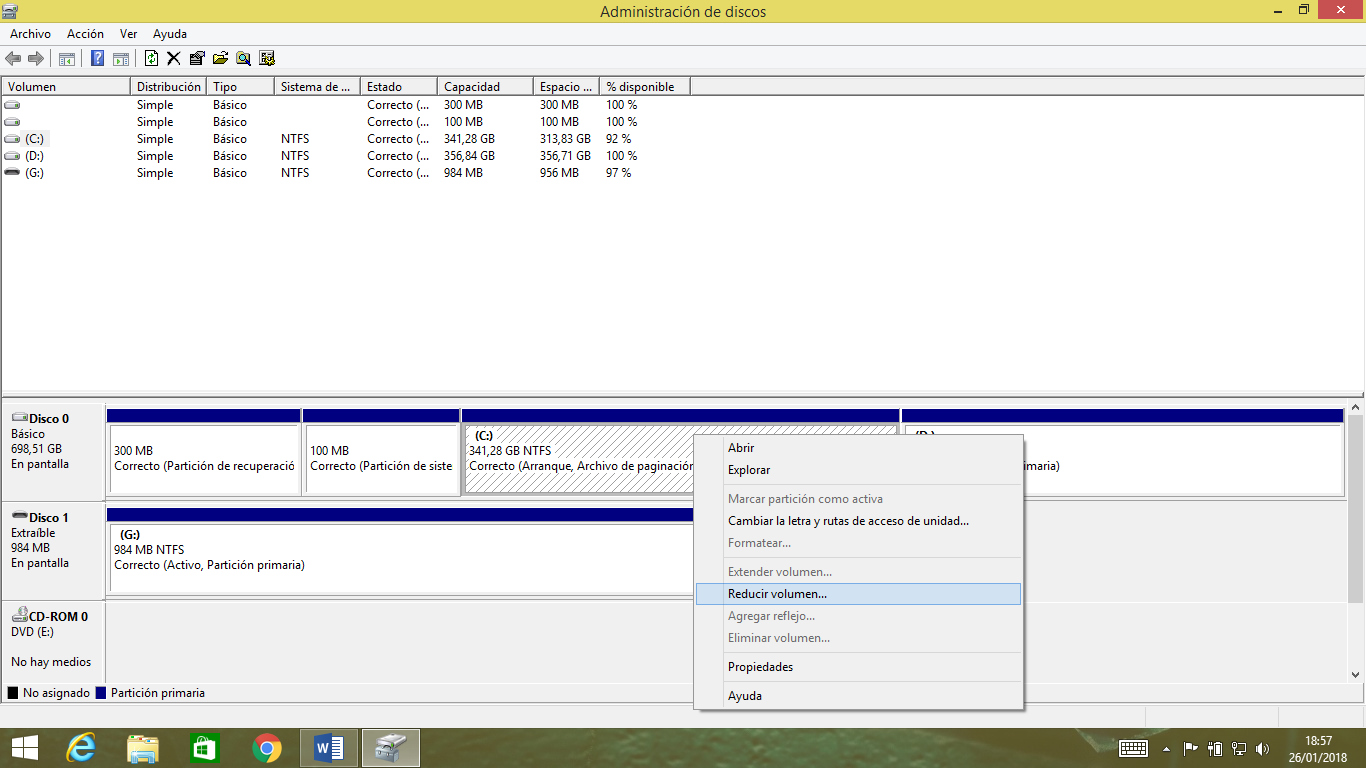 Administración de discos
Archivo Acción Ver Ayuda
Volumen Distribución Tipo Sistema de ... Estado Capacidad Espacio ... % disponible
Simple Básico Correcto (... 300 MB 300 MB 100 %
Simple Básico Correcto (... 100 MB 100 MB 100 %
(C:) Simple Básico NTFS Correcto (... 341,28 GB 313,83 GB 92 %
(D:) Simple Básico NTFS Correcto (... 356,84 GB 356,71 GB 100 %
(G:) Simple Básico NTFS Correcto (... 984 MB 956 MB 97 %
Disco 0
Básico
698,51 GB
En pantalla
300 MB
Correcto (Partición de recuperació
100 MB
Correcto (Partición de siste
(C:)
341,28 GB NTFS
Correcto (Arranque, Archivo de paginación
imaria)
Disco 1
Extraíble
984 MB
En pantalla
(G:)
984 MB NTFS
Correcto (Activo, Partición primaria)
CD-ROM 0
DVD (E:)
No hay medios
No asignado Partición primaria
Abrir
Explorar
Marcar partición como activa
Cambiar la letra y rutas de acceso de unidad...
Formatear...
Extender volumen...
Reducir volumen...
Agregar reflejo...
Eliminar volumen...
Propiedades
Ayuda
18:57
26/01/2018